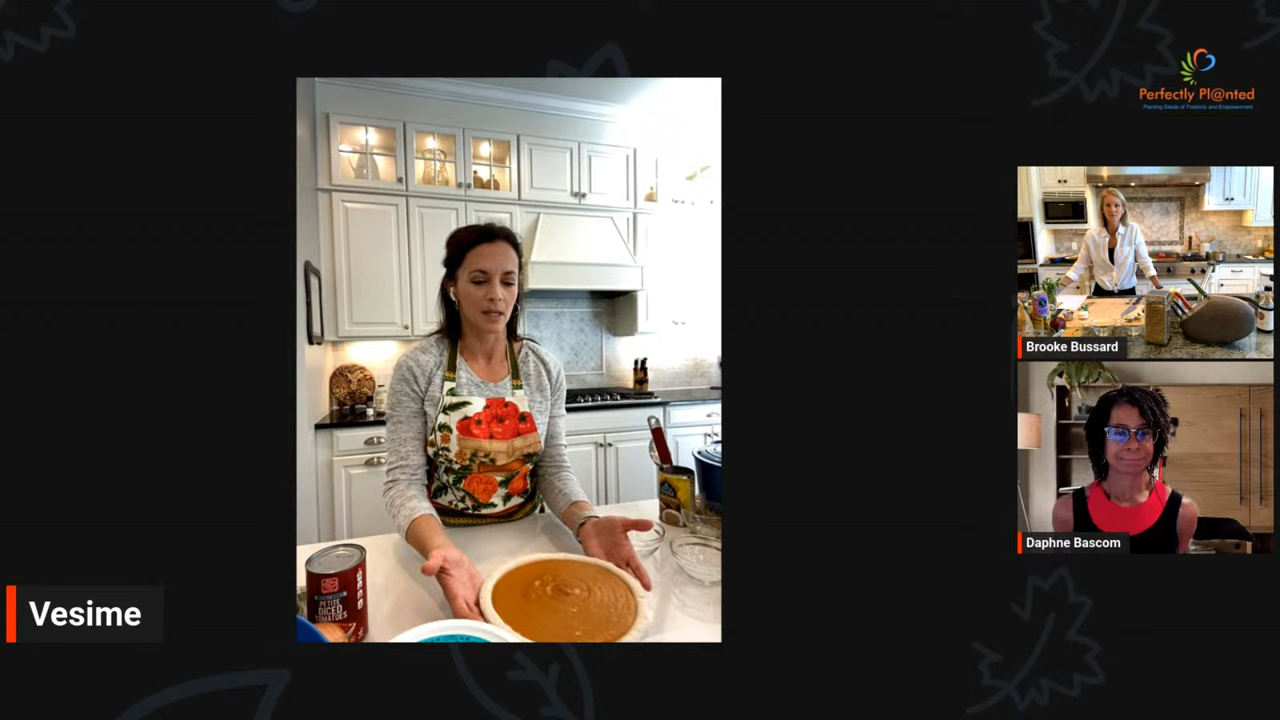 Perfectly Pl@nted
Planting Seeds of Positivity and Empowerment
Brooke Bussard
Daphne Bascom
Vesime
PETITE
DICED
TOMATOES